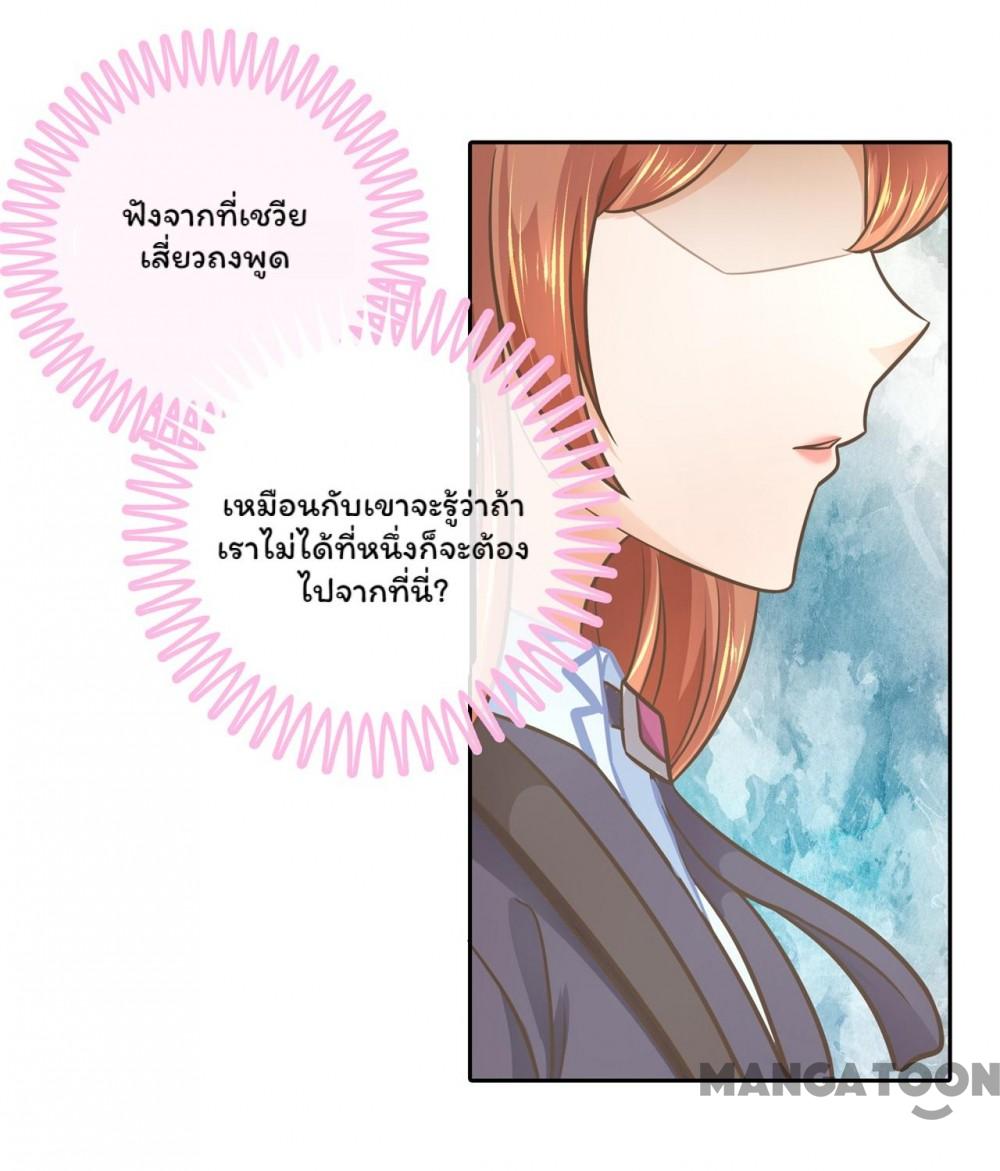 ฟังจากที่เซวีย
เสี่ยวถงพูด
เหมือนกับเขาจะรู้ว่าถ้า
เราไม่ได้ที่หนึ่งก็จะต้อง
ไปจากที่นี่?
MANGATOON